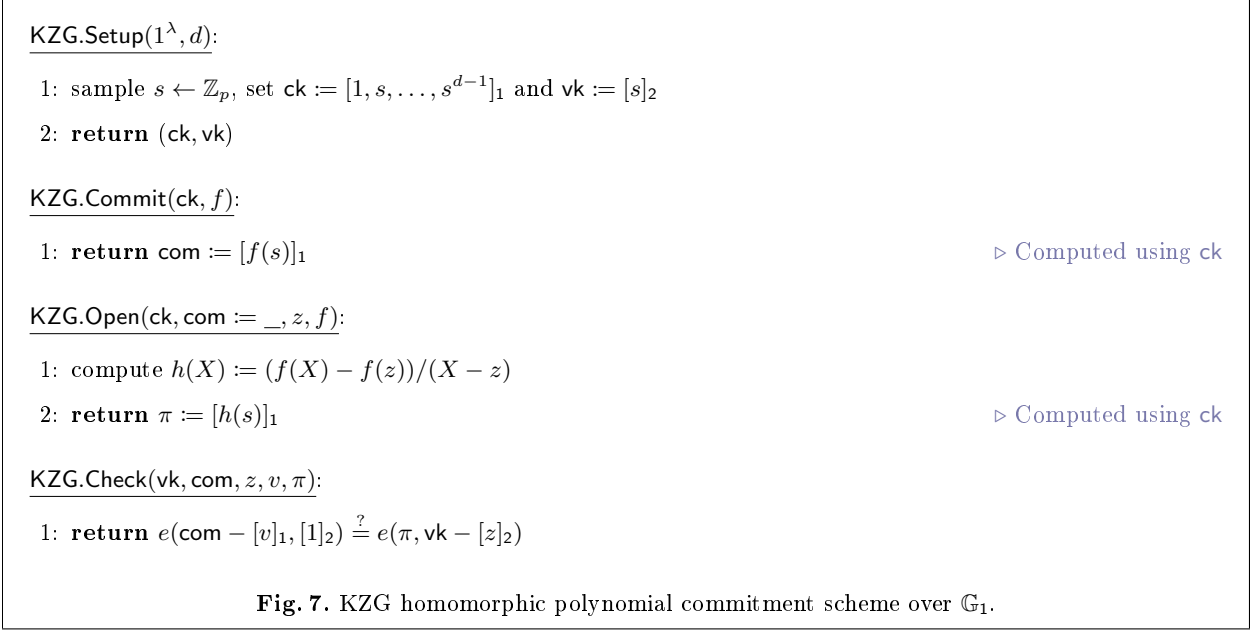 KZG.Setup(1^λ, d):
1: sample s ← ℤ_p, set ck := [1, s, . . . , s^{d−1}]_1 and vk := [s]_2
2: return (ck, vk)
KZG.Commit(ck, f):
1: return com := [f(s)]_1 ▷ Computed using ck
KZG.Open(ck, com := _, z, f):
1: compute h(X) := (f(X) − f(z))/(X − z)
2: return π := [h(s)]_1 ▷ Computed using ck
KZG.Check(vk, com, z, v, π):
1: return e(com − [v]_1, [1]_2) ≟ e(π, vk − [z]_2)
Fig. 7. KZG homomorphic polynomial commitment scheme over 𝔾_1.